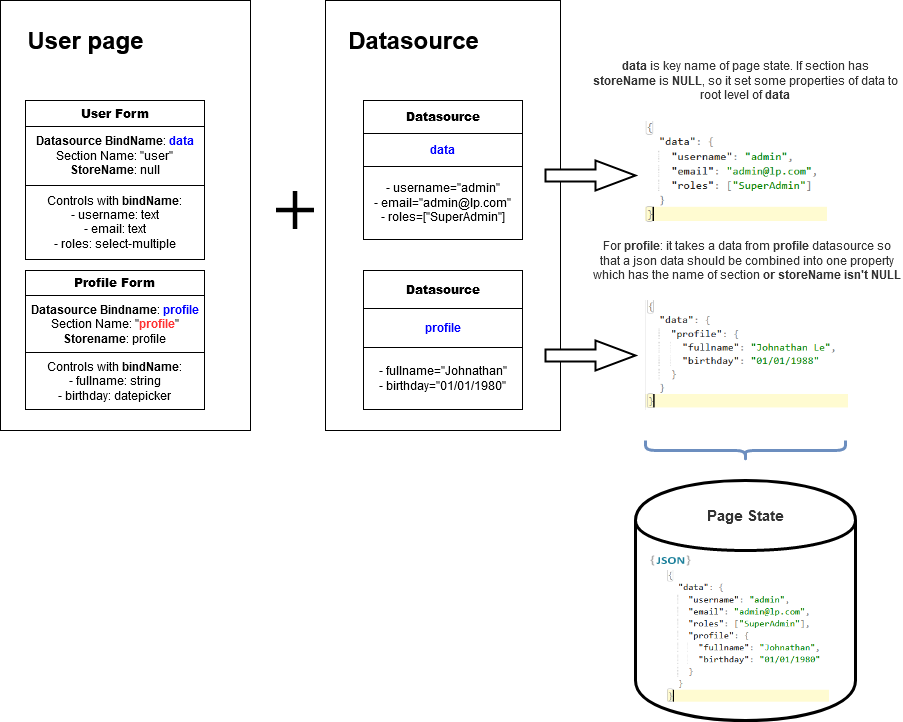 User page
User Form
Datasource BindName: data
Section Name: "user"
StoreName: null
Controls with bindName:
- username: text
- email: text
- roles: select-multiple
Profile Form
Datasource Bindname: profile
Section Name: "profile"
Storename: profile
Controls with bindName:
- fullname: string
- birthday: datepicker
Datasource
Datasource
data
- username="admin"
- email="admin@lp.com"
- roles=["SuperAdmin"]
Datasource
profile
- fullname="Johnathan"
- birthday="01/01/1980"
data is key name of page state. If section has
storeName is NULL, so it set some properties of data to
root level of data
{
"data": {
"username": "admin",
"email": "admin@lp.com",
"roles": ["SuperAdmin"]
}
}
For profile: it takes a data from profile datasource so
that a json data should be combined into one property
which has the name of section or storeName isn't NULL
{
"data": {
"profile": {
"fullname": "Johnathan Le",
"birthday": "01/01/1988"
}
}
}
Page State
{JSON}
{
"data": {
"username": "admin",
"email": "admin@lp.com",
"roles": ["SuperAdmin"],
"profile": {
"fullname": "Johnathan",
"birthday": "01/01/1980"
}
}
}